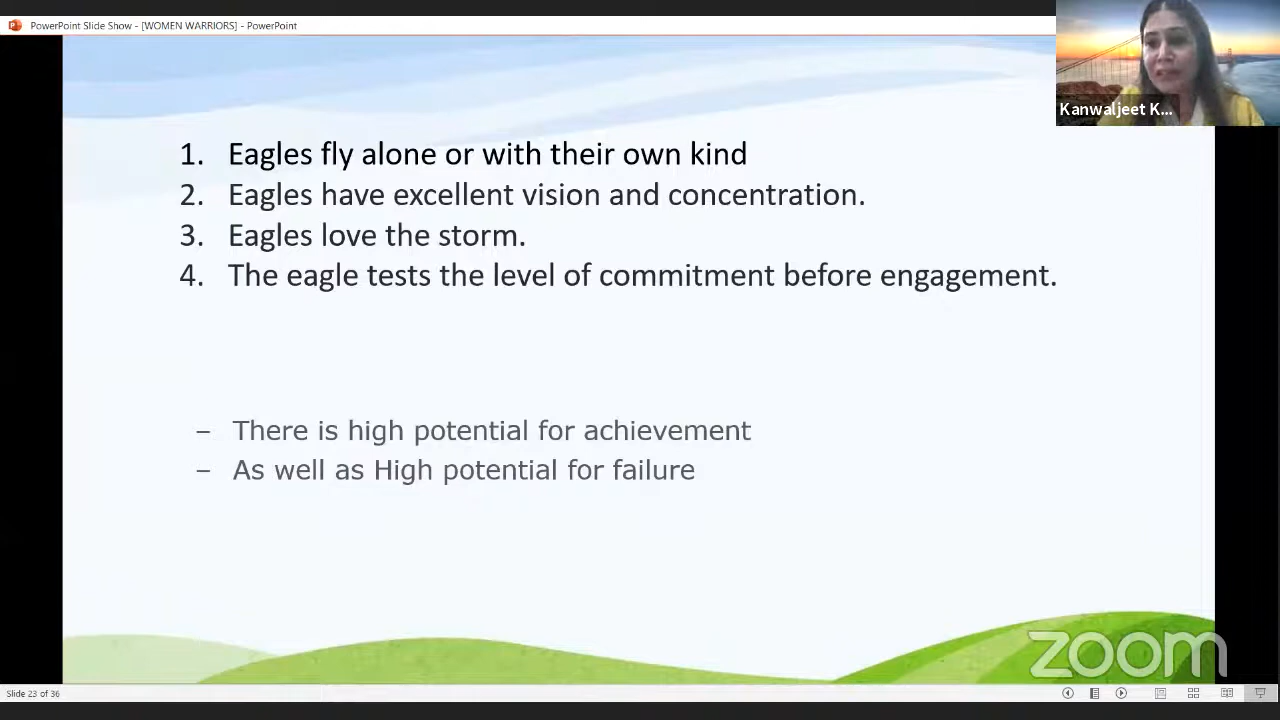 PowerPoint Slide Show - [WOMEN WARRIORS] - PowerPoint
Kanwaljeet K...
1. Eagles fly alone or with their own kind
2. Eagles have excellent vision and concentration.
3. Eagles love the storm.
4. The eagle tests the level of commitment before engagement.
– There is high potential for achievement
– As well as High potential for failure
zoom
Slide 23 of 36